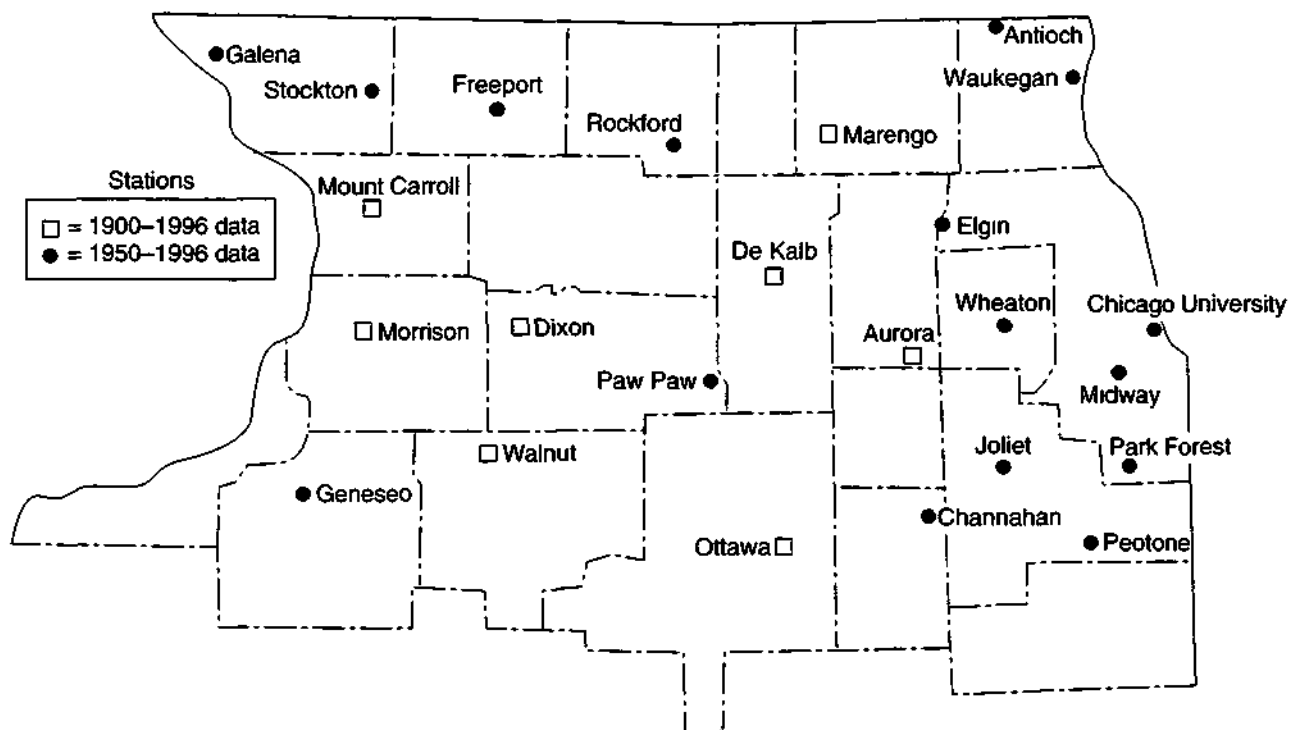 Antioch
Galena
Waukegan
Stockton
Freeport
Rockford
Marengo
Stations
Mount Carroll
□ = 1900–1996 data
● = 1950–1996 data
Elgin
De Kalb
Wheaton
Chicago University
Morrison
Dixon
Aurora
Paw Paw
Midway
Walnut
Joliet
Park Forest
Geneseo
Channahan
Ottawa
Peotone